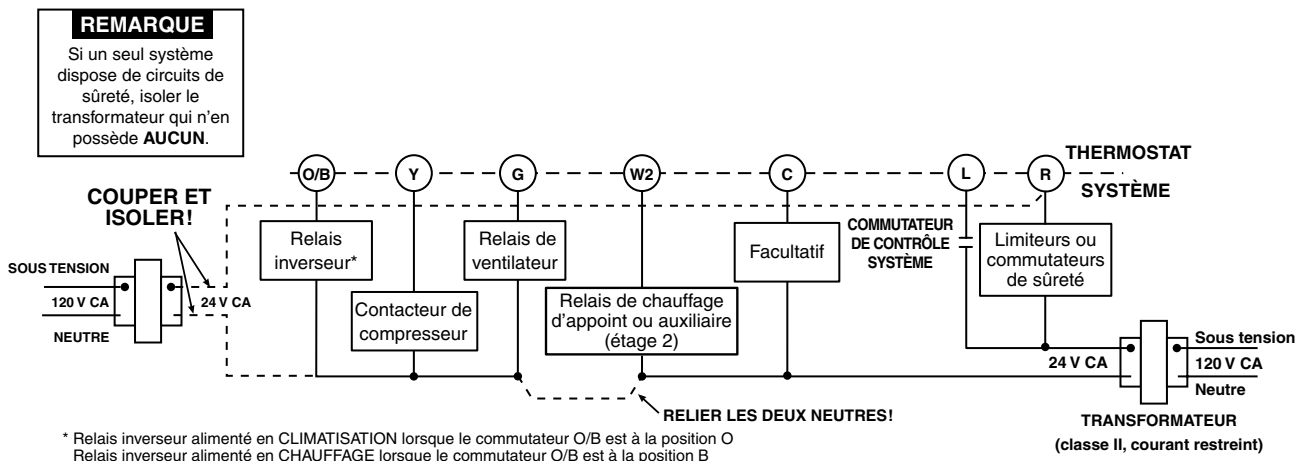 REMARQUE
Si un seul système
dispose de circuits de
sûreté, isoler le
transformateur qui n'en
possède AUCUN.
COUPER ET
ISOLER!
SOUS TENSION
120 V CA
24 V CA
NEUTRE
O/B
Y
G
W2
C
L
R
THERMOSTAT
SYSTÈME
Relais
inverseur*
Contacteur de
compresseur
Relais de
ventilateur
Relais de chauffage
d'appoint ou auxiliaire
(étage 2)
Facultatif
COMMUTATEUR
DE CONTRÔLE
SYSTÈME
Limiteurs ou
commutateurs
de sûreté
24 V CA
Sous tension
120 V CA
Neutre
TRANSFORMATEUR
(classe II, courant restreint)
RELIER LES DEUX NEUTRES!
* Relais inverseur alimenté en CLIMATISATION lorsque le commutateur O/B est à la position O
Relais inverseur alimenté en CHAUFFAGE lorsque le commutateur O/B est à la position B